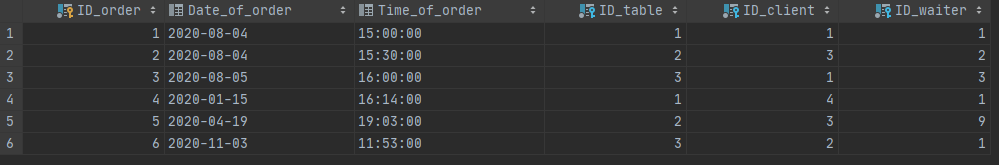 ID_order Date_of_order Time_of_order ID_table ID_client ID_waiter
1 1 2020-08-04 15:00:00 1 1 1
2 2 2020-08-04 15:30:00 2 3 2
3 3 2020-08-05 16:00:00 3 1 3
4 4 2020-01-15 16:14:00 1 4 1
5 5 2020-04-19 19:03:00 2 3 9
6 6 2020-11-03 11:53:00 3 2 1